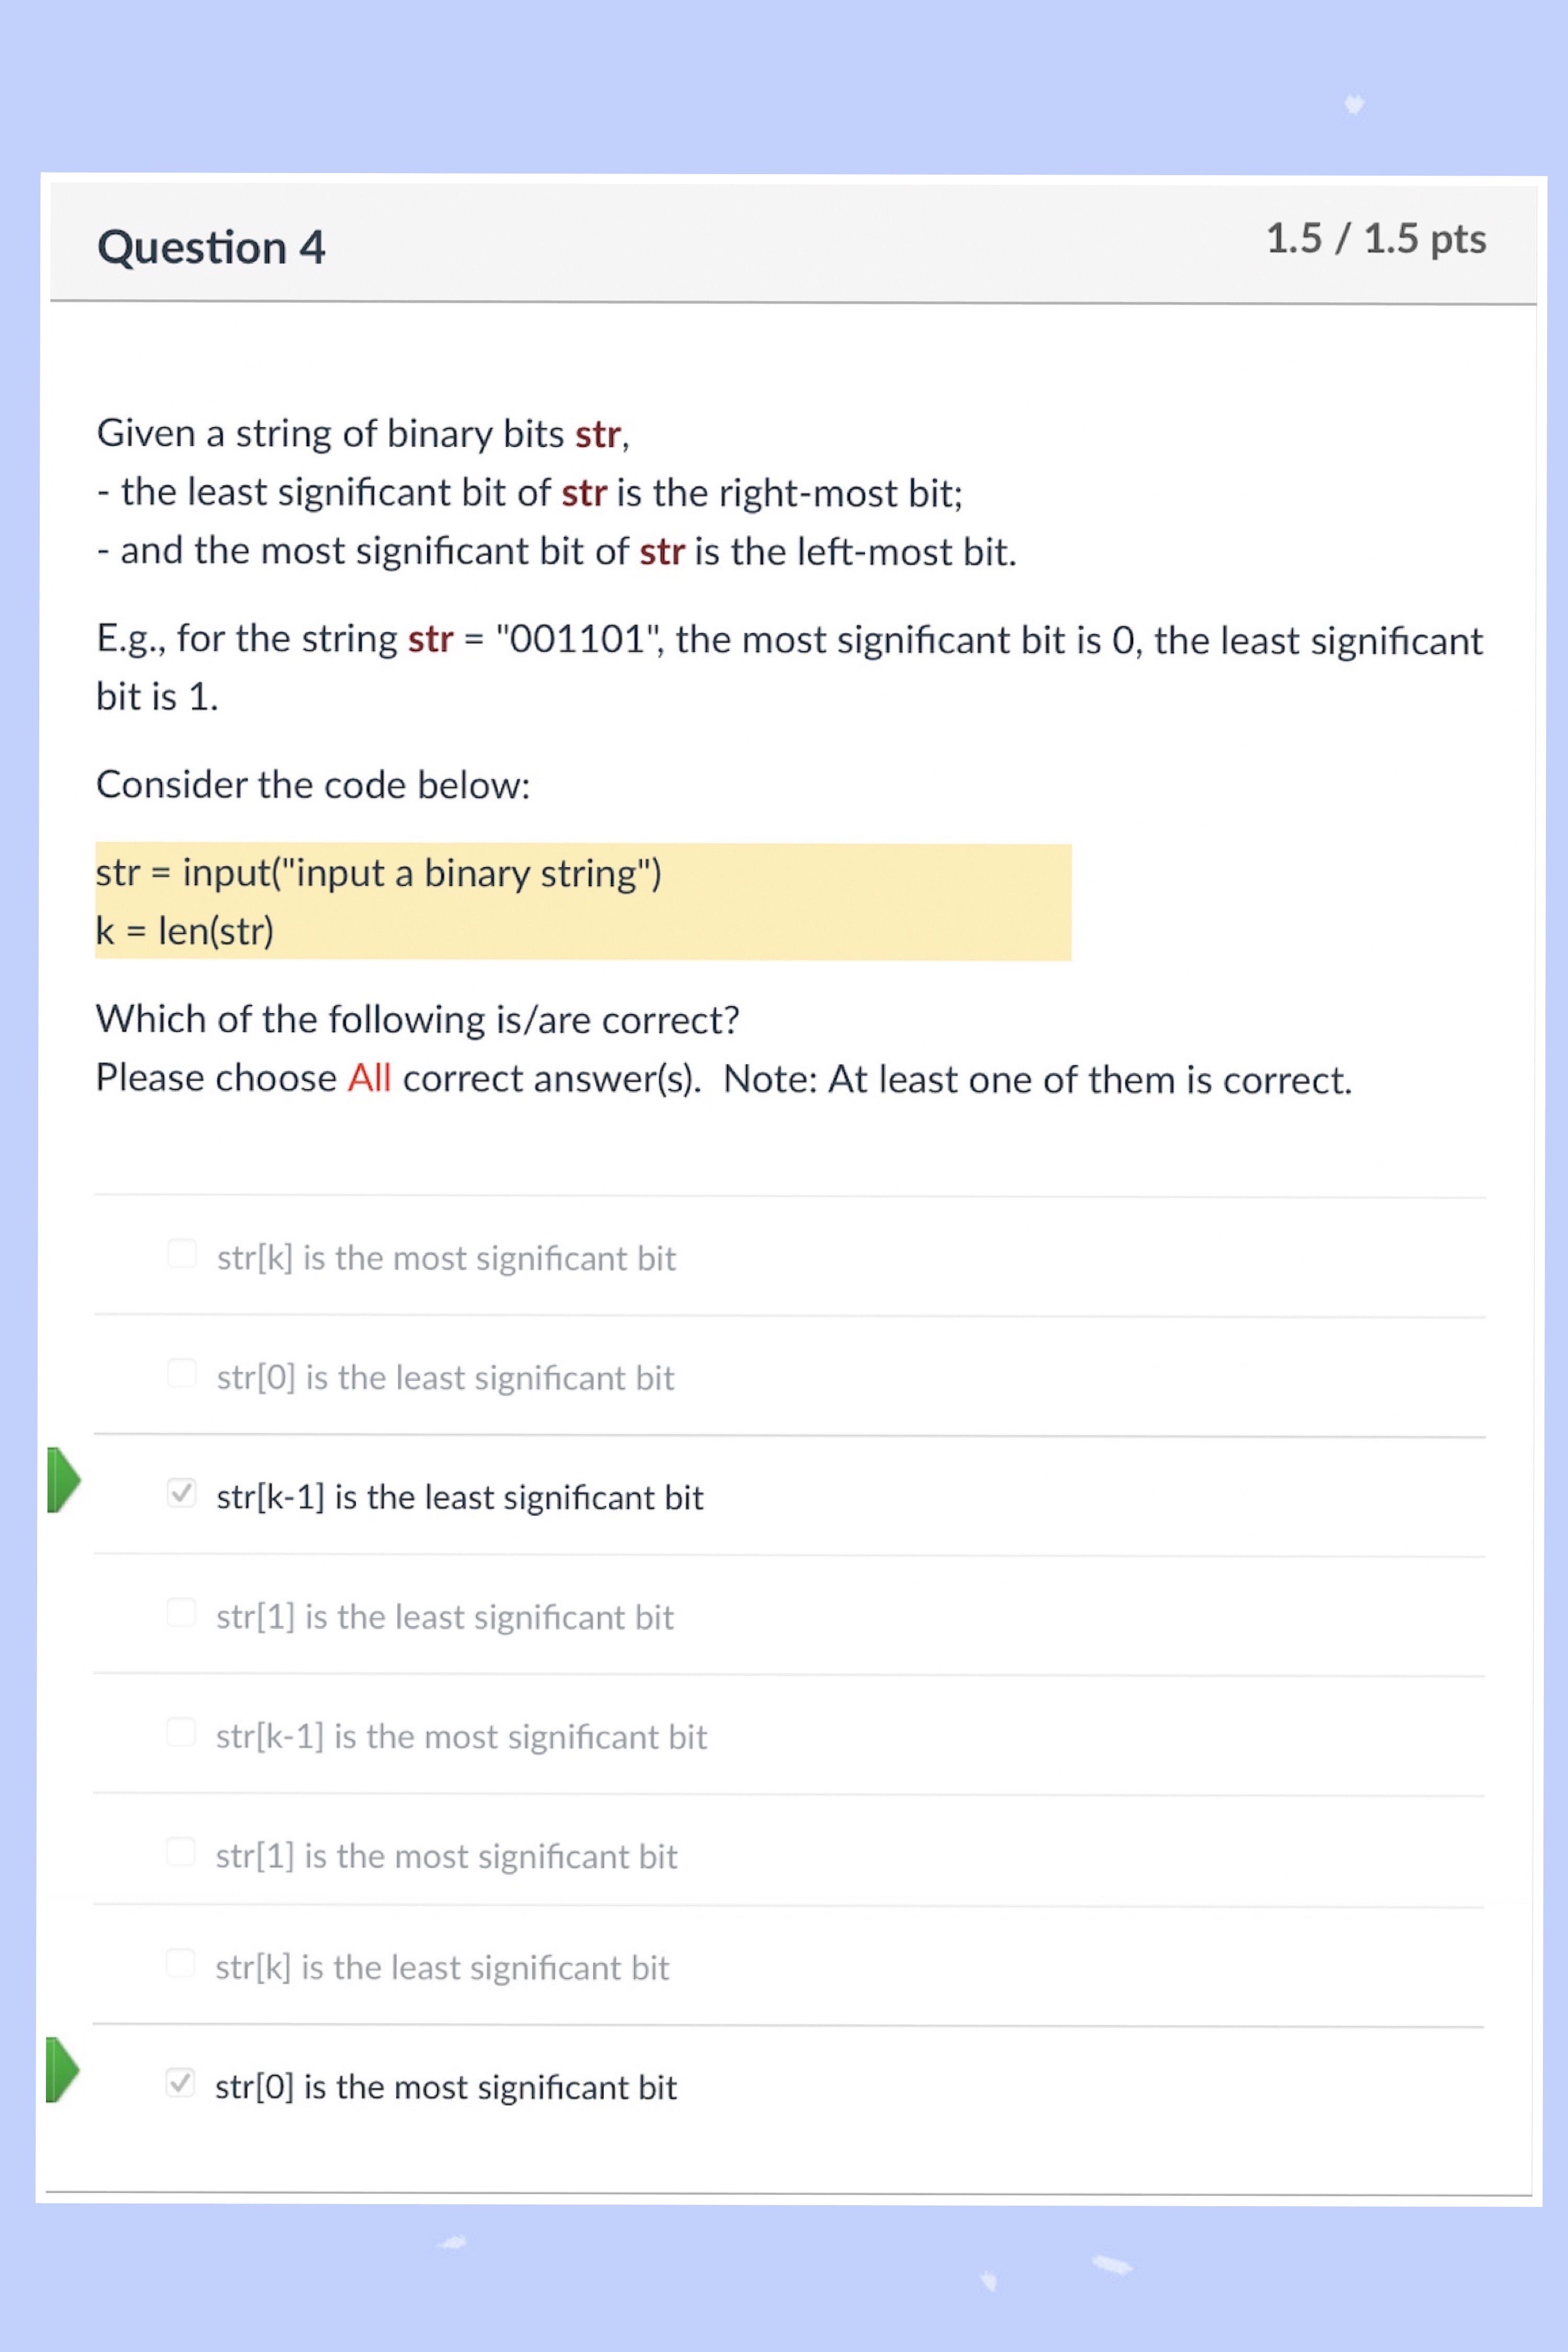 Question 4
1.5 / 1.5 pts
Given a string of binary bits str,
- the least significant bit of str is the right-most bit;
- and the most significant bit of str is the left-most bit.
E.g., for the string str = "001101", the most significant bit is 0, the least significant
bit is 1.
Consider the code below:
str = input("input a binary string")
k = len(str)
Which of the following is/are correct?
Please choose All correct answer(s).  Note: At least one of them is correct.
str[k] is the most significant bit
str[0] is the least significant bit
str[k-1] is the least significant bit
str[1] is the least significant bit
str[k-1] is the most significant bit
str[1] is the most significant bit
str[k] is the least significant bit
str[0] is the most significant bit